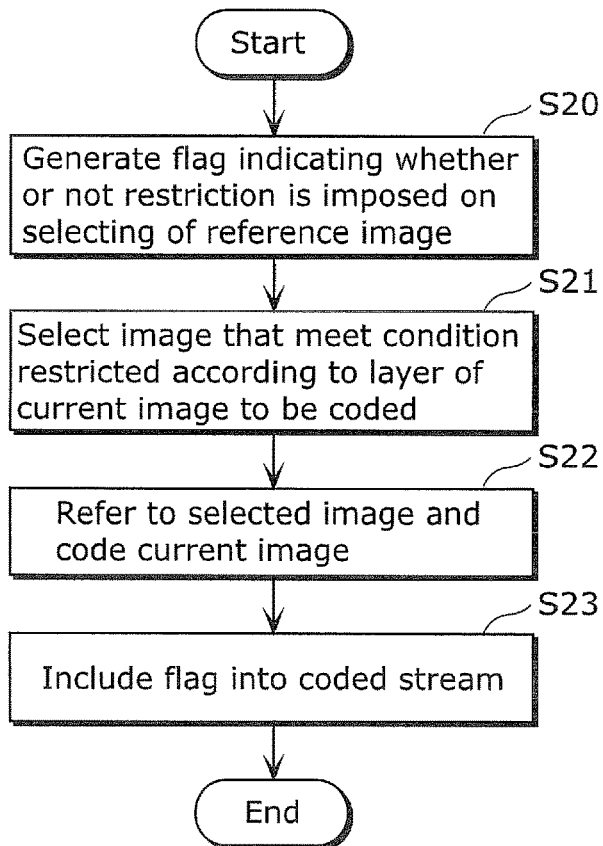 Start
S20
Generate flag indicating whether
or not restriction is imposed on
selecting of reference image
S21
Select image that meet condition
restricted according to layer of
current image to be coded
S22
Refer to selected image and
code current image
S23
Include flag into coded stream
End